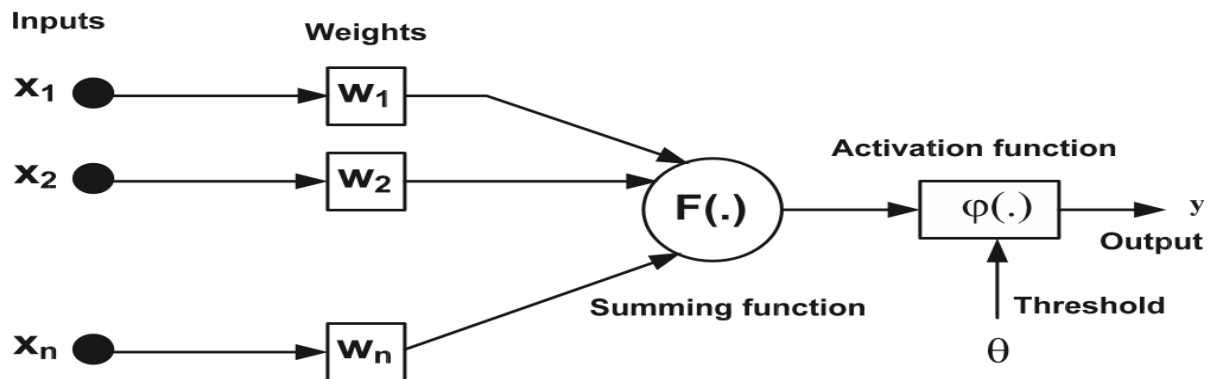 Inputs
Weights
x1
w1
x2
w2
Activation function
F(.)
φ(.)
y
Output
Summing function
Threshold
xn
wn
θ